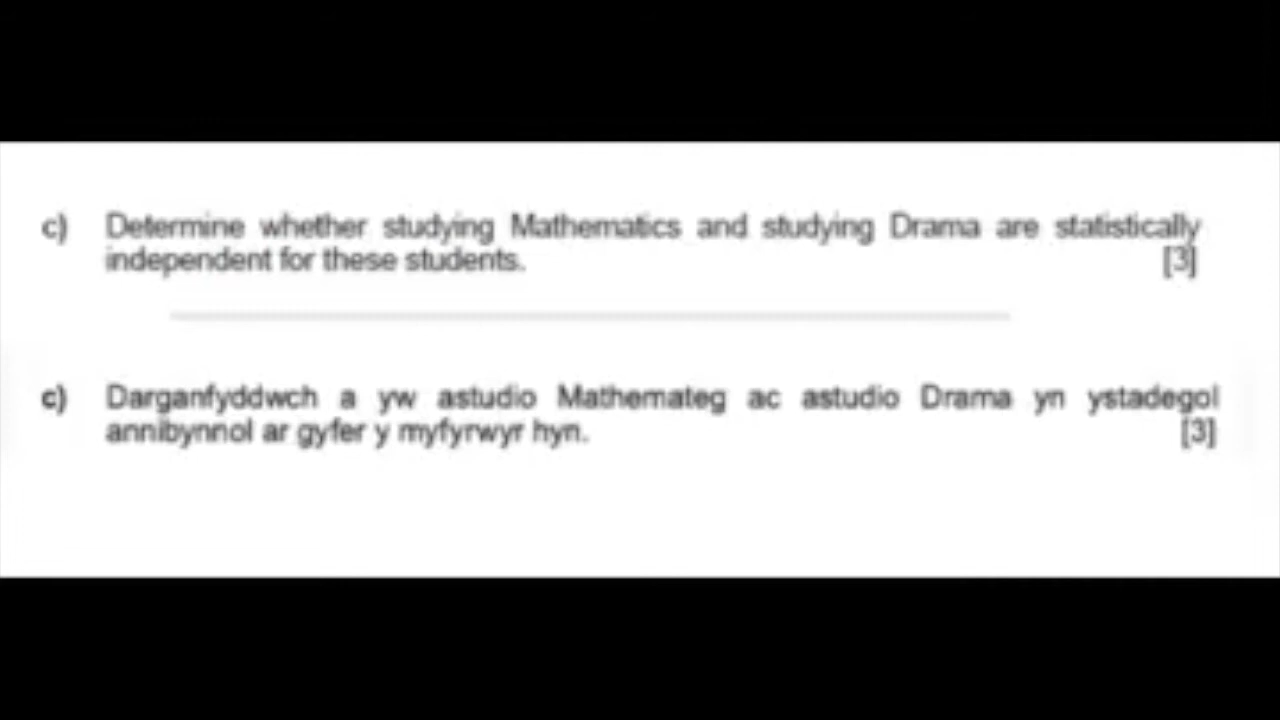 c) Determine whether studying Mathematics and studying Drama are statistically
independent for these students. [3]
c) Darganfyddwch a yw astudio Mathemateg ac astudio Drama yn ystadegol
annibynnol ar gyfer y myfyrwyr hyn. [3]